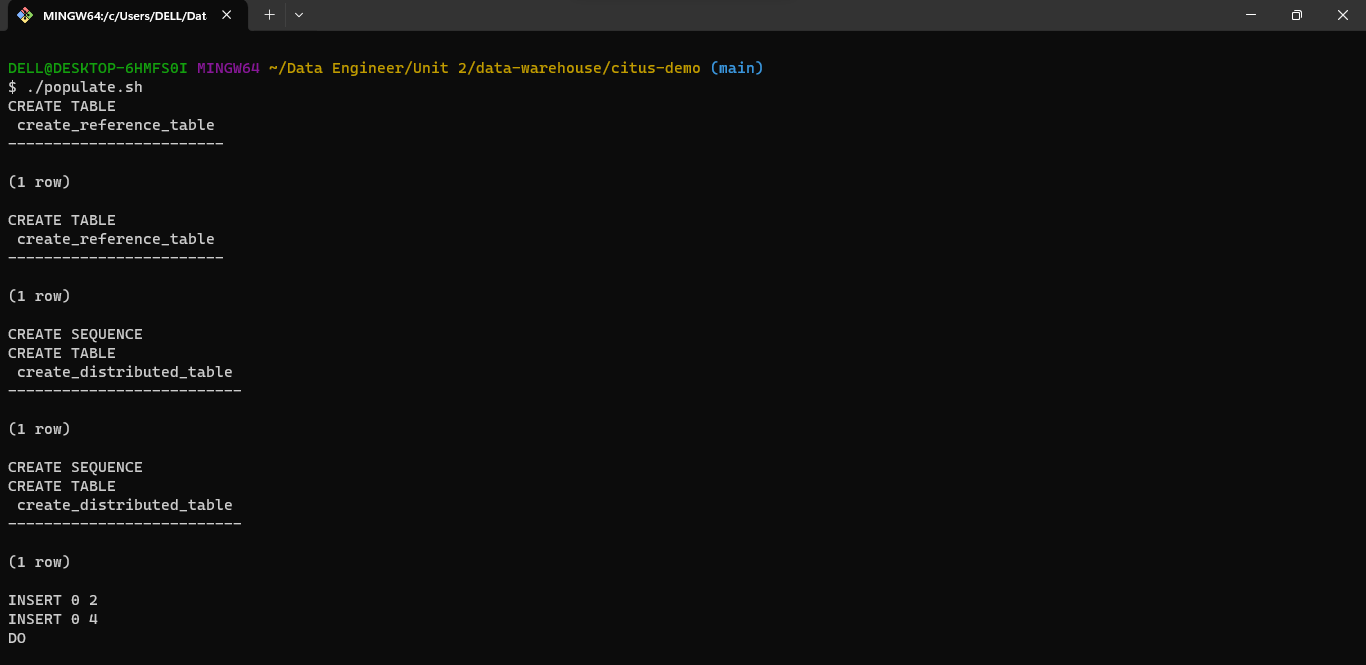 MINGW64:/c/Users/DELL/Dat
DELL@DESKTOP-6HMFS0I MINGW64 ~/Data Engineer/Unit 2/data-warehouse/citus-demo (main)
$ ./populate.sh
CREATE TABLE
 create_reference_table
------------------------

(1 row)

CREATE TABLE
 create_reference_table
------------------------

(1 row)

CREATE SEQUENCE
CREATE TABLE
 create_distributed_table
--------------------------

(1 row)

CREATE SEQUENCE
CREATE TABLE
 create_distributed_table
--------------------------

(1 row)

INSERT 0 2
INSERT 0 4
DO